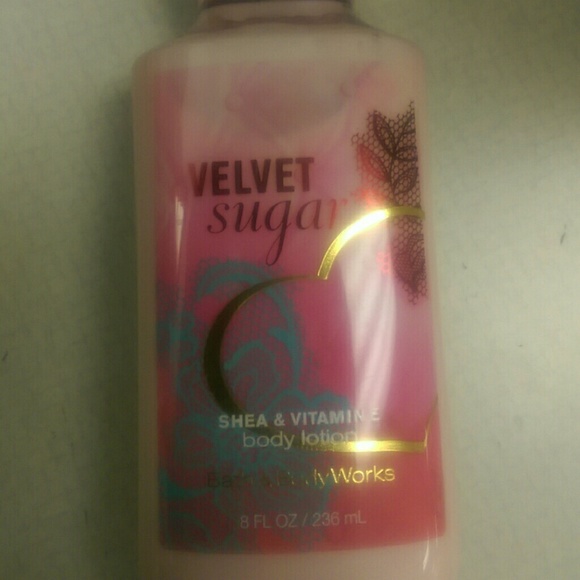 VELVET
sugar
SHEA & VITAMIN E
body lotion
Bath & Body Works
8 FL OZ / 236 mL